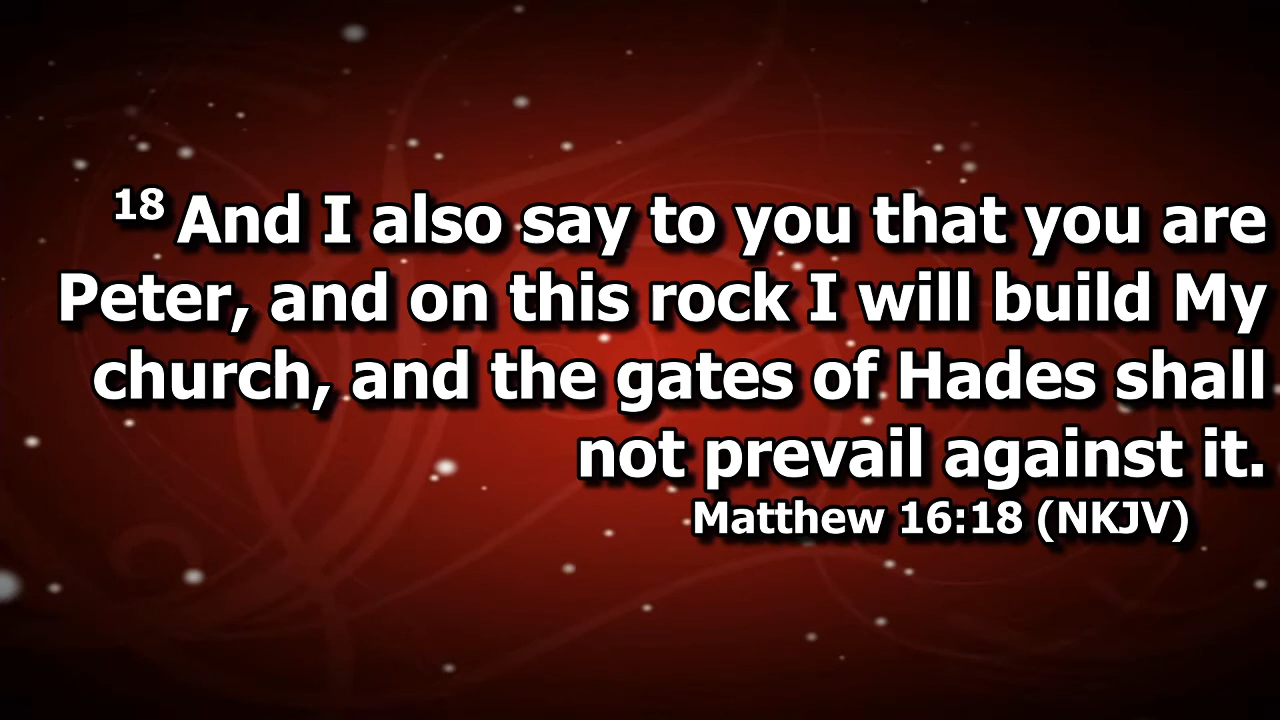 18 And I also say to you that you are
Peter, and on this rock I will build My
church, and the gates of Hades shall
not prevail against it.
Matthew 16:18 (NKJV)